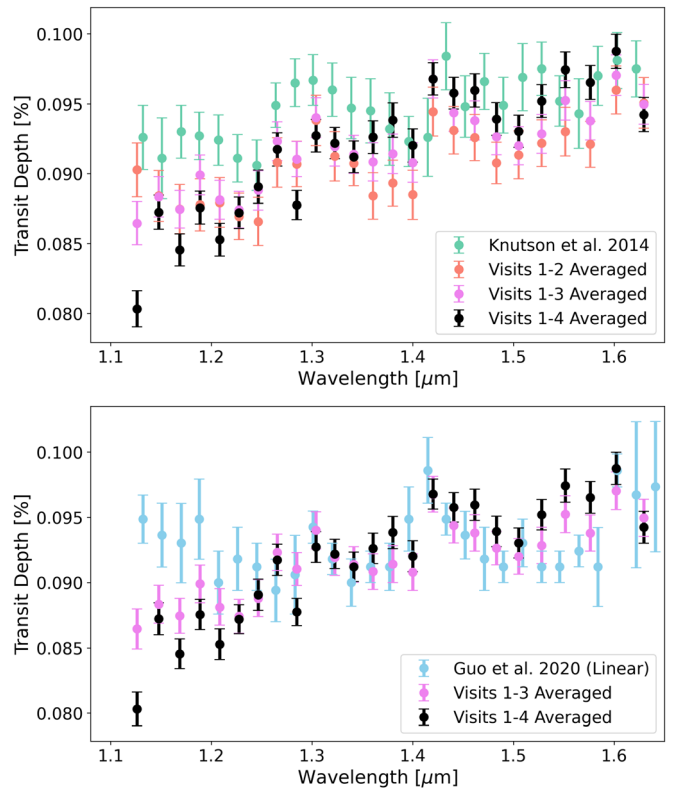 0.100
0.095
0.090
0.085
0.080
Transit Depth [%]
Knutson et al. 2014
Visits 1-2 Averaged
Visits 1-3 Averaged
Visits 1-4 Averaged
1.1 1.2 1.3 1.4 1.5 1.6
Wavelength [μm]
0.100
0.095
0.090
0.085
0.080
Transit Depth [%]
Guo et al. 2020 (Linear)
Visits 1-3 Averaged
Visits 1-4 Averaged
1.1 1.2 1.3 1.4 1.5 1.6
Wavelength [μm]